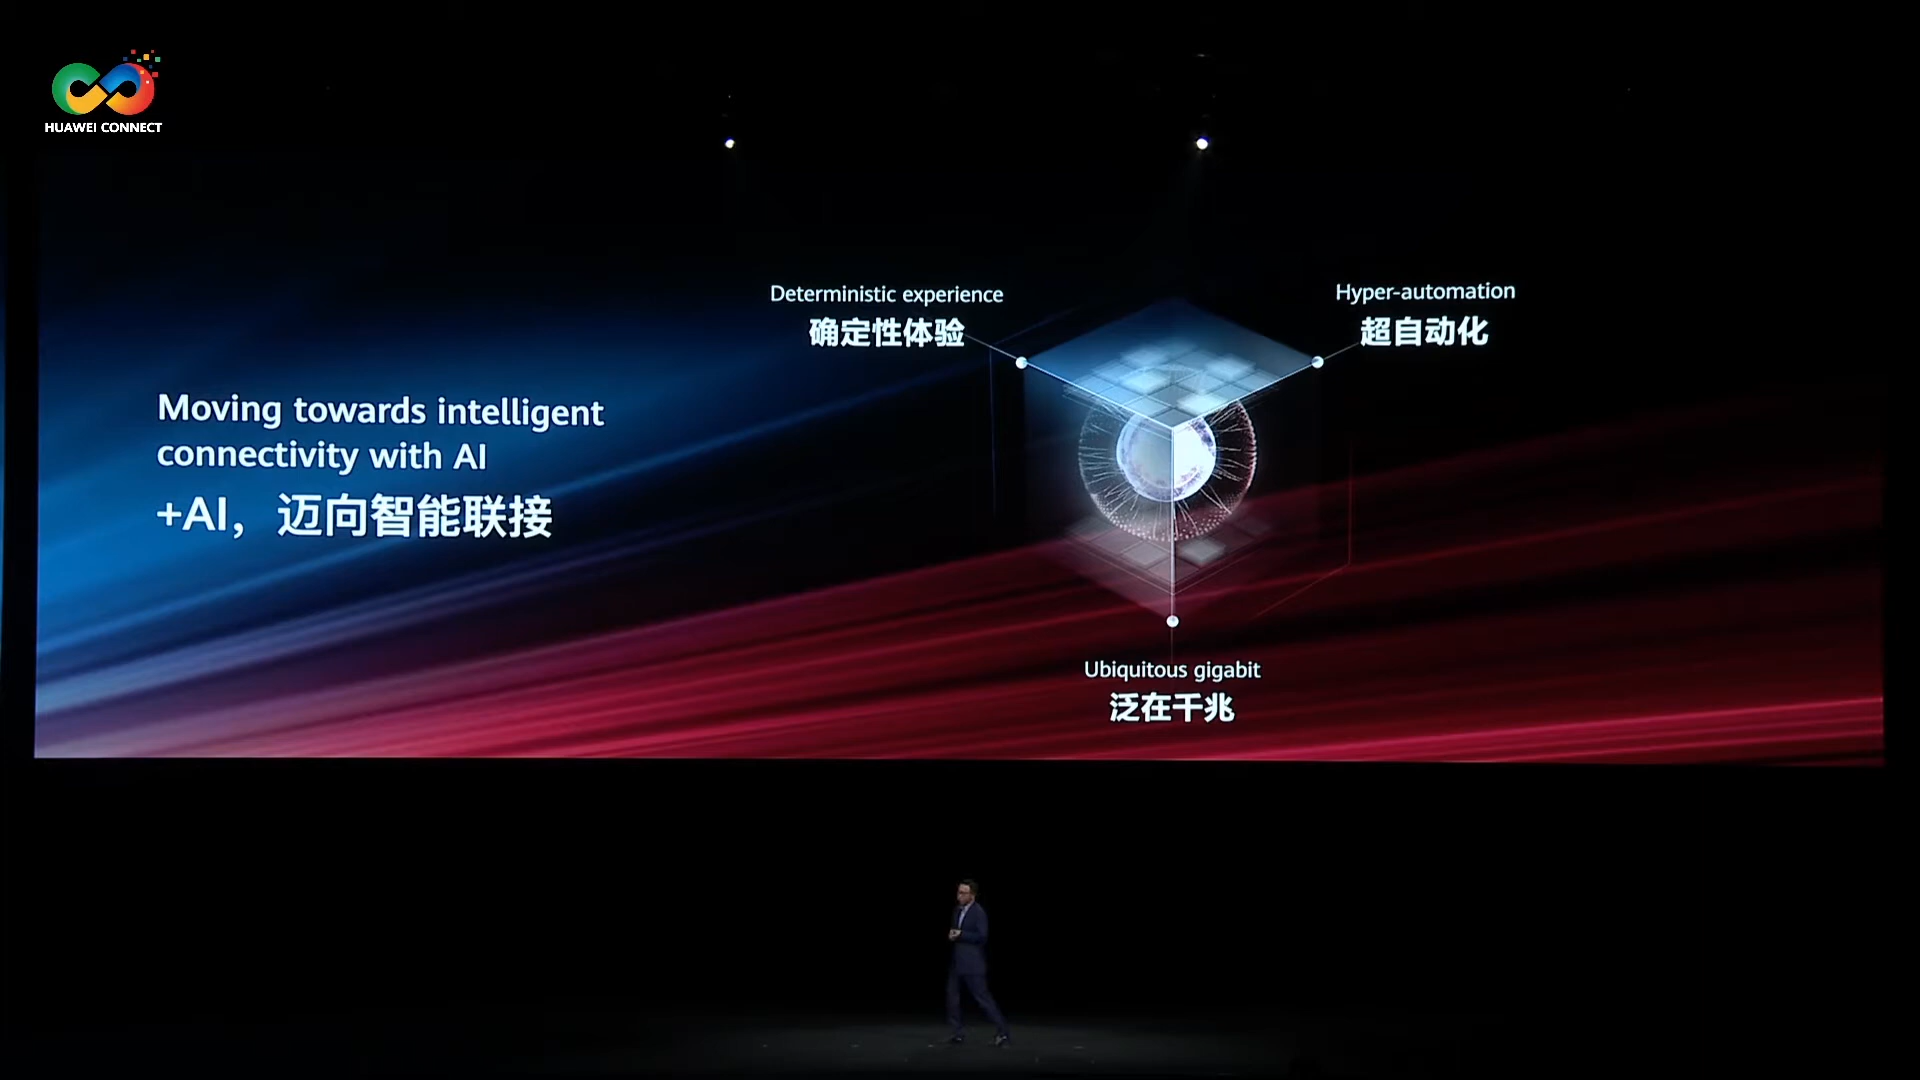 HUAWEI CONNECT
Deterministic experience
确定性体验
Hyper-automation
超自动化
Moving towards intelligent
connectivity with AI
+AI，迈向智能联接
Ubiquitous gigabit
泛在千兆